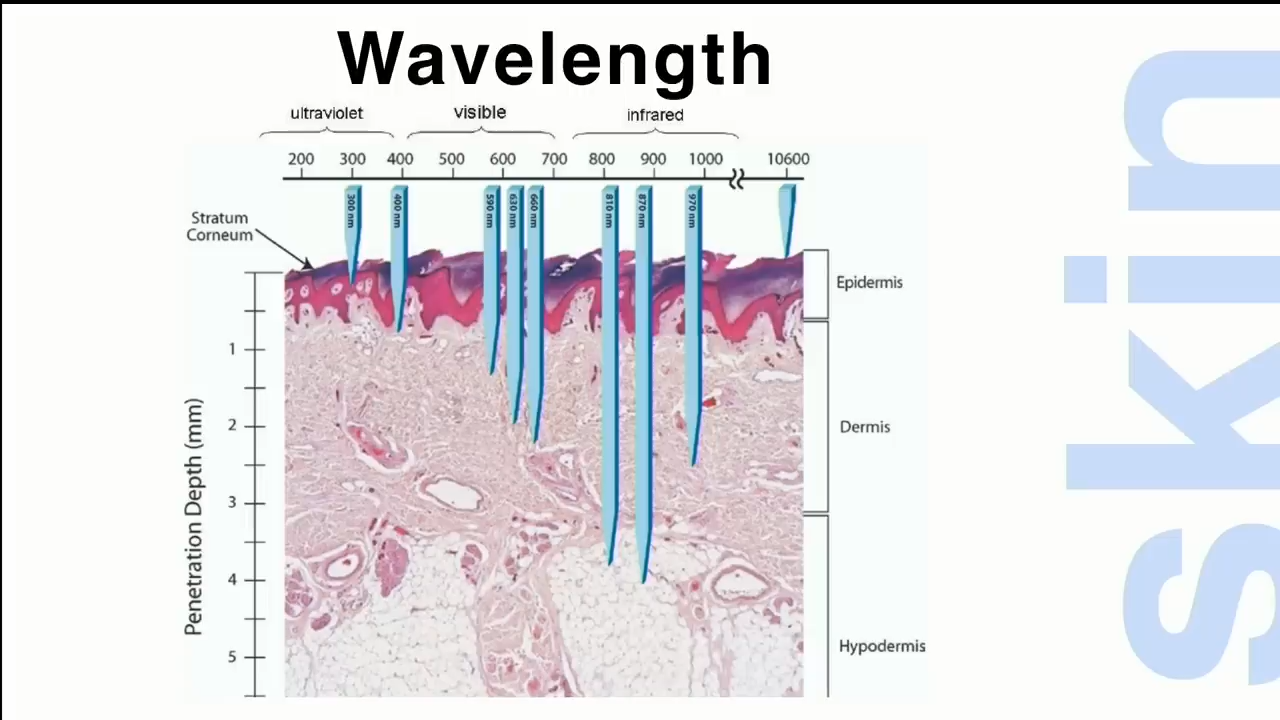 Wavelength
ultraviolet visible infrared
200 300 400 500 600 700 800 900 1000 10600
300 nm 400 nm 590 nm 630 nm 660 nm 810 nm 870 nm 970 nm
Stratum
Corneum
Epidermis
Dermis
Hypodermis
Penetration Depth (mm)
1
2
3
4
5
skin